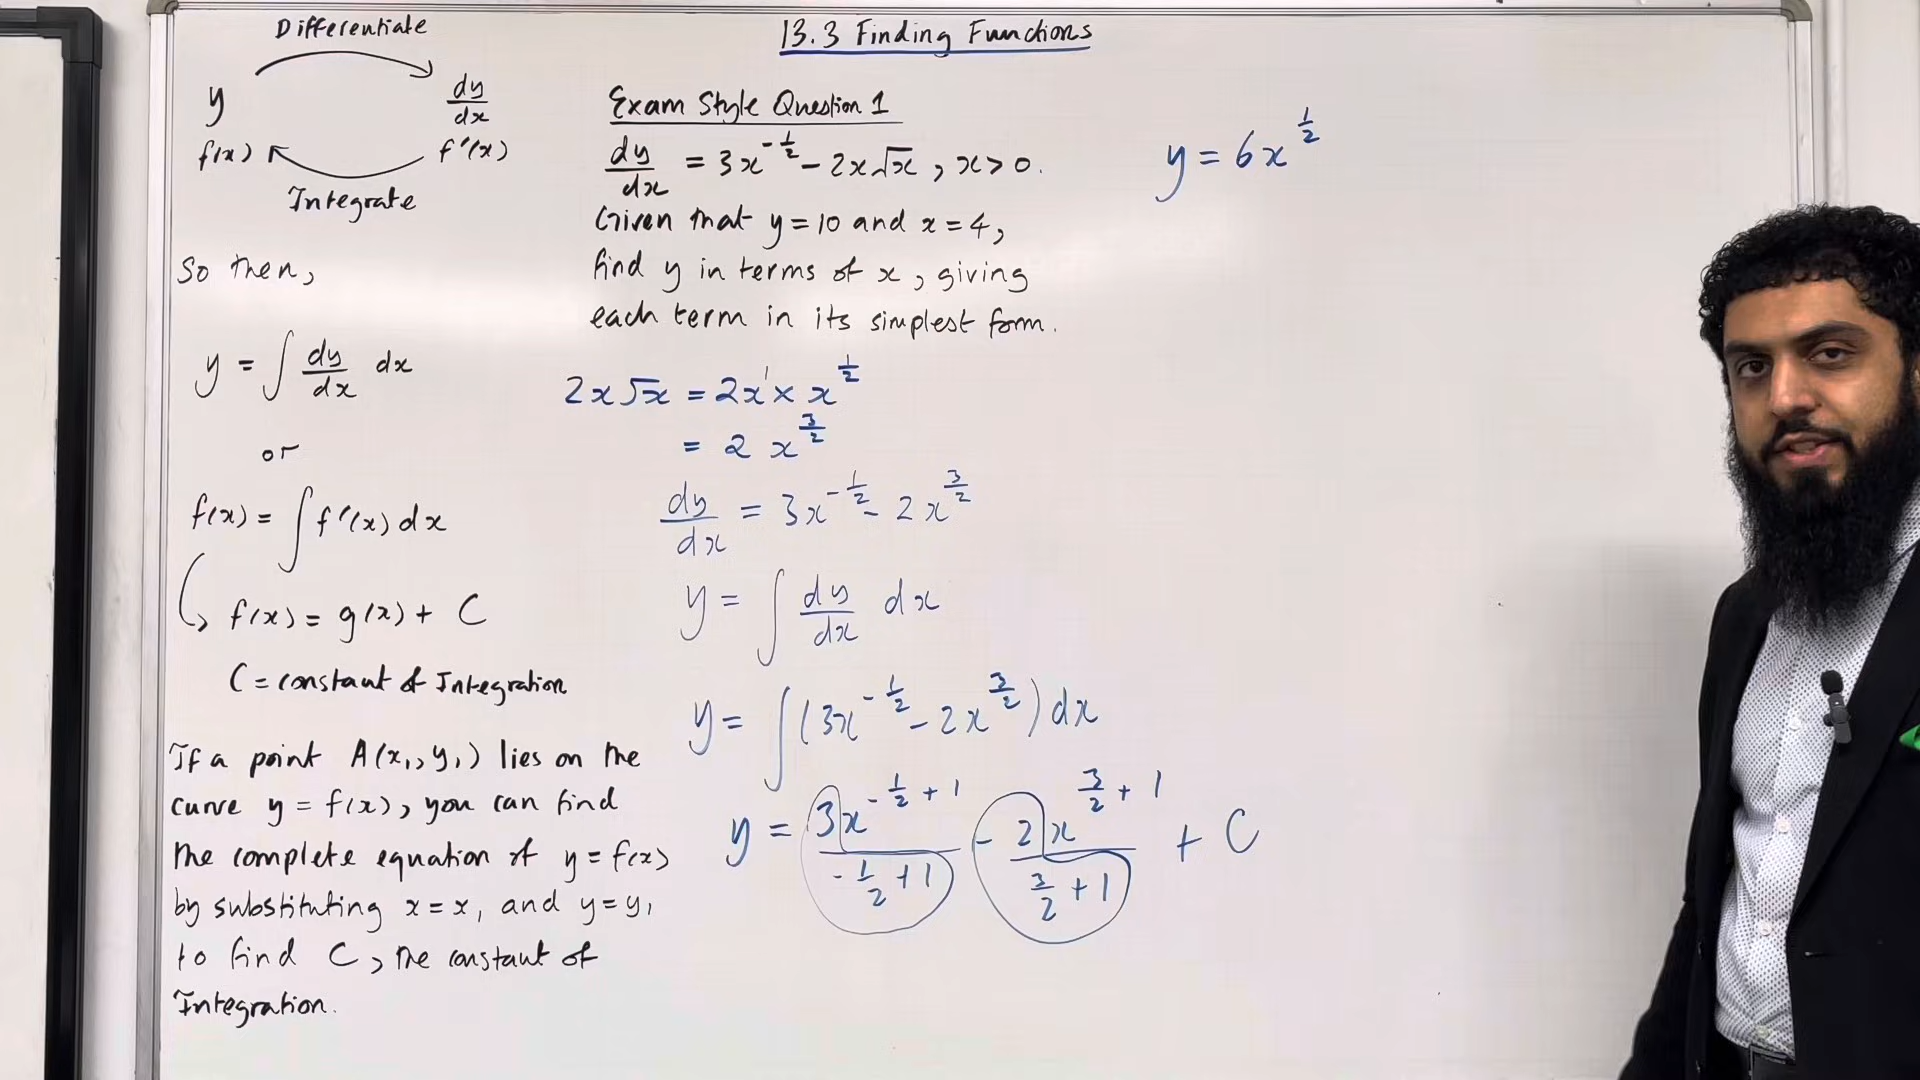 13.3 Finding Functions
Differentiate
y
dy/dx
f(x)
f'(x)
Integrate
So then,
y = ∫ dy/dx dx
or
f(x) = ∫ f'(x) dx
f(x) = g(x) + C
C = constant of Integration
If a point A(x₁, y₁) lies on the
curve y = f(x), you can find
the complete equation of y = f(x)
by substituting x = x₁ and y = y₁
to find C, the constant of
Integration.
Exam Style Question 1
dy/dx = 3x^(-1/2) - 2x√x, x > 0.
Given that y = 10 and x = 4,
find y in terms of x, giving
each term in its simplest form.
2x√x = 2x¹ × x^(1/2)
= 2 x^(3/2)
dy/dx = 3x^(-1/2) - 2x^(3/2)
y = ∫ dy/dx dx
y = ∫(3x^(-1/2) - 2x^(3/2)) dx
y = 3x^(-1/2 + 1)/(-1/2 + 1) - 2x^(3/2 + 1)/(3/2 + 1) + C
y = 6x^(1/2)